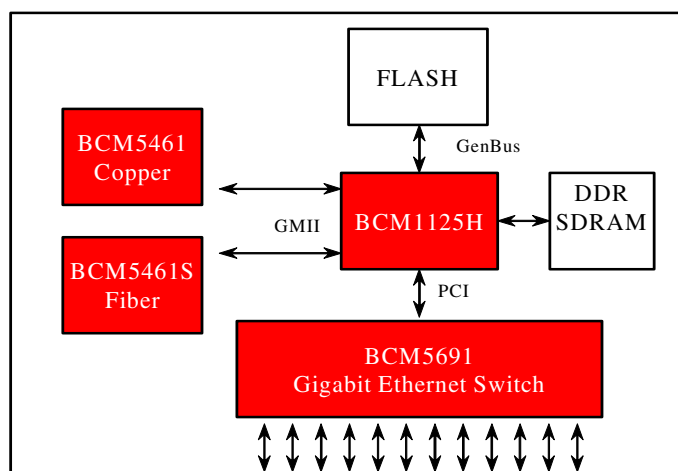 FLASH
BCM5461
Copper
GenBus
BCM1125H
DDR
SDRAM
GMII
BCM5461S
Fiber
PCI
BCM5691
Gigabit Ethernet Switch